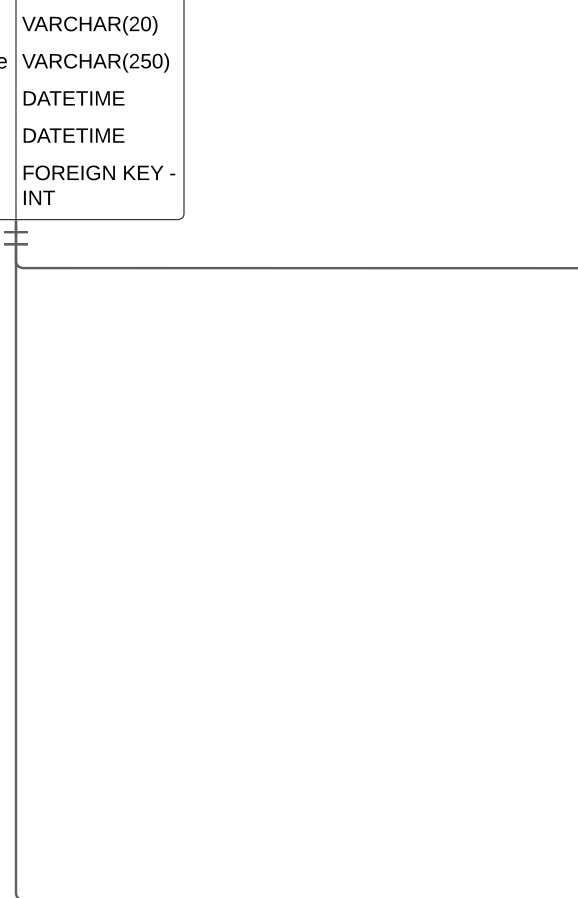 VARCHAR(20)
e VARCHAR(250)
DATETIME
DATETIME
FOREIGN KEY -
INT